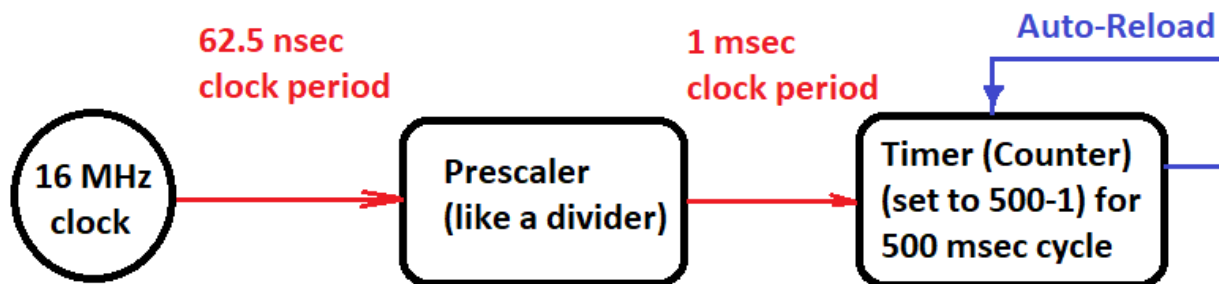 62.5 nsec
clock period
1 msec
clock period
Auto-Reload
16 MHz
clock
Prescaler
(like a divider)
Timer (Counter)
(set to 500-1) for
500 msec cycle